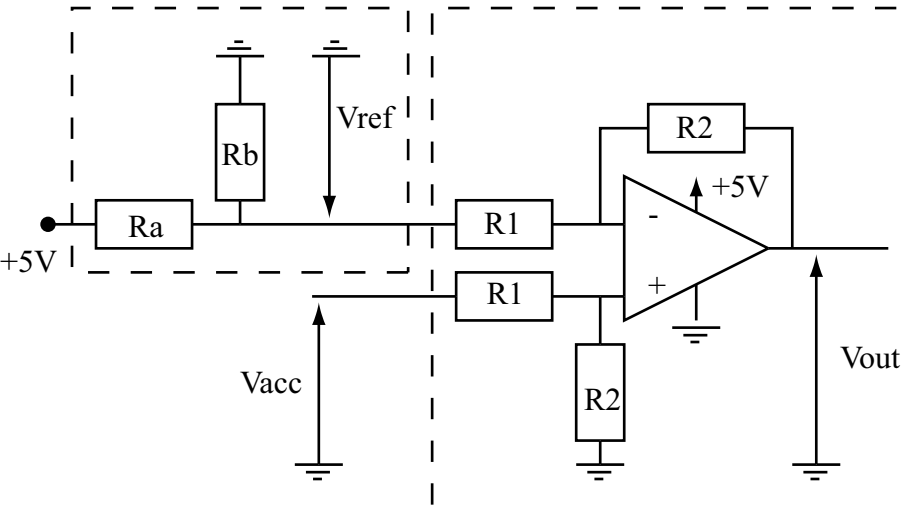 Vref
R2
Rb
+5V
-
Ra
R1
+5V
R1
+
Vacc
Vout
R2